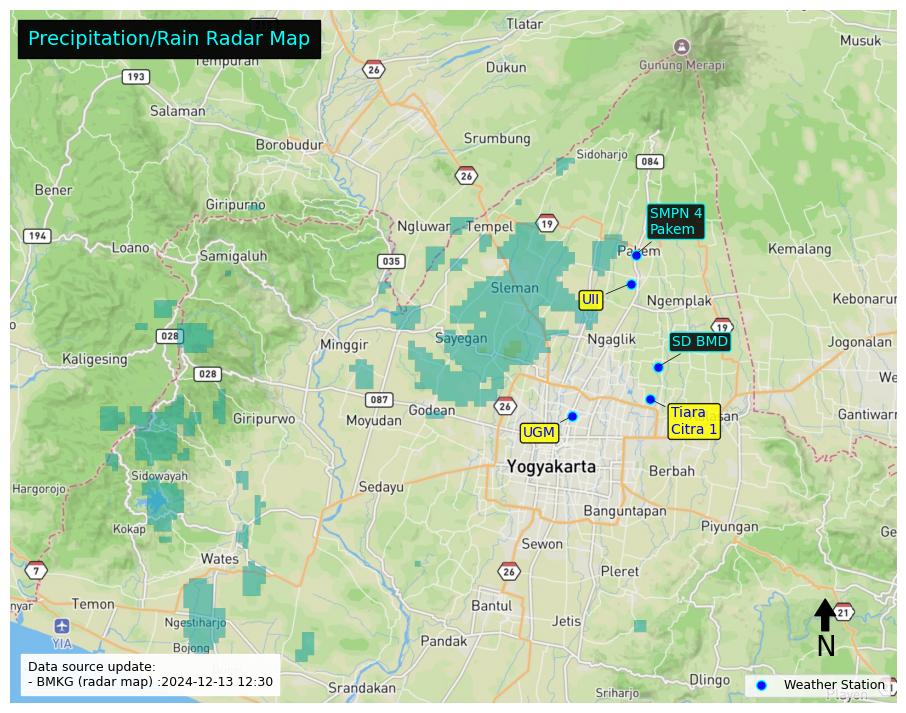 Precipitation/Rain Radar Map
Tlatar
Musuk
Tempuran
26
Dukun
Gunung Merapi
193
Salaman
Borobudur
Srumbung
Sidoharjo
084
26
Bener
Giripurno
SMPN 4
Pakem
Ngluwar
Tempel
19
194
Loano
Samigaluh
035
Pakem
Kemalang
Sleman
UII
Ngemplak
Kebonarum
19
028
Sayegan
Minggir
Ngaglik
SD BMD
Jogonalan
Kaligesing
028
087
Godean
26
Giripurwo
Moyudan
Tiara
Citra 1
Gantiwarn
UGM
Yogyakarta
Sidowayah
Berbah
Hargorojo
Sedayu
Kokap
Banguntapan
Piyungan
Sewon
Wates
7
26
Pleret
Temon
Bantul
21
Ngestiharjo
Jetis
YIA
N
Bojong
Pandak
Data source update:
- BMKG (radar map) :2024-12-13 12:30
Dlingo
Srandakan
Sriharjo
Weather Station
Playen